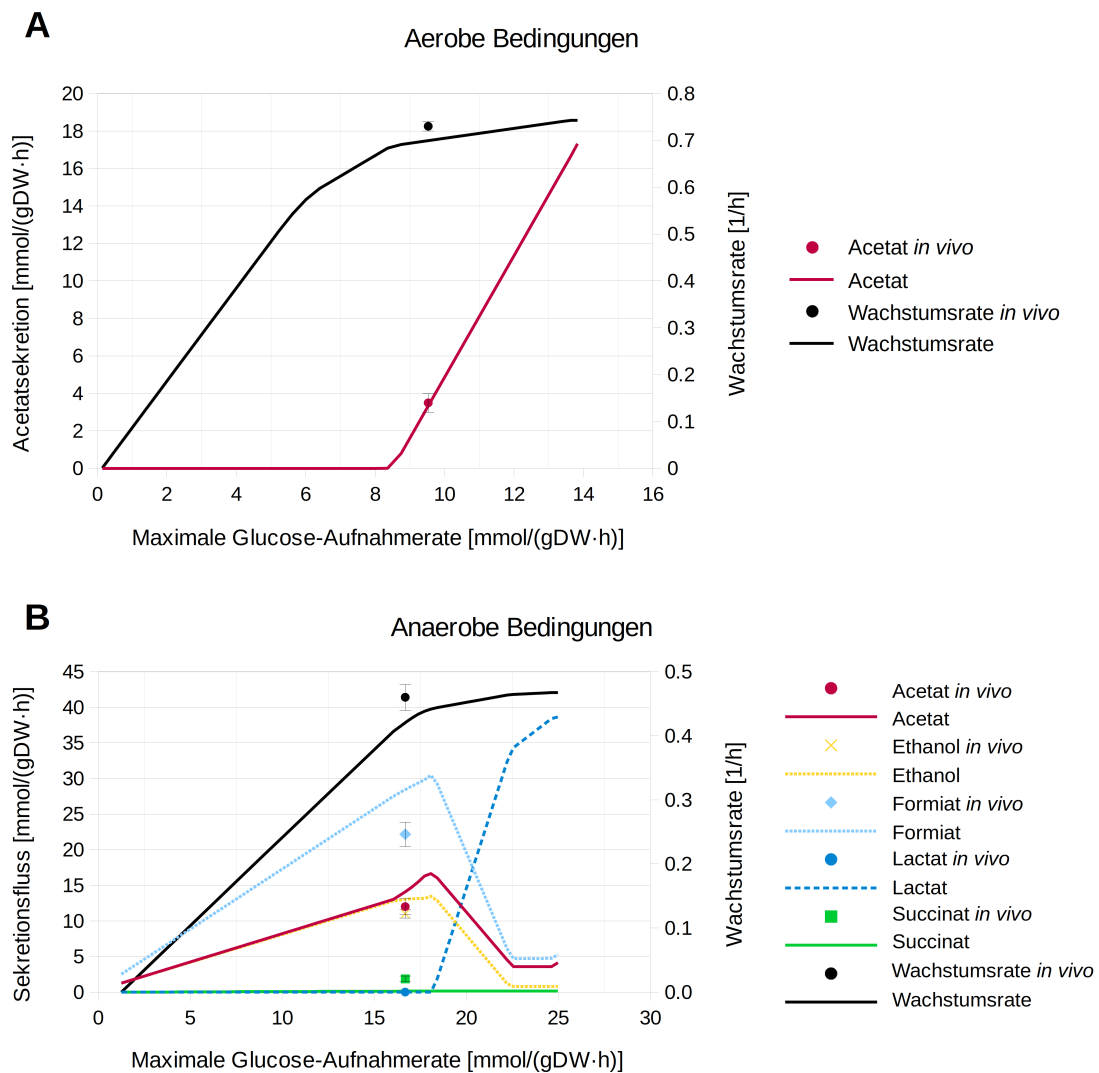 A
Aerobe Bedingungen
Acetatsekretion [mmol/(gDW·h)]
20
18
16
14
12
10
8
6
4
2
0
0.8
0.7
0.6
0.5
0.4
0.3
0.2
0.1
0
Wachstumsrate [1/h]
0 2 4 6 8 10 12 14 16
Maximale Glucose-Aufnahmerate [mmol/(gDW·h)]
Acetat in vivo
Acetat
Wachstumsrate in vivo
Wachstumsrate
B
Anaerobe Bedingungen
Sekretionsfluss [mmol/(gDW·h)]
45
40
35
30
25
20
15
10
5
0
0.5
0.4
0.3
0.2
0.1
0.0
Wachstumsrate [1/h]
0 5 10 15 20 25 30
Maximale Glucose-Aufnahmerate [mmol/(gDW·h)]
Acetat in vivo
Acetat
Ethanol in vivo
Ethanol
Formiat in vivo
Formiat
Lactat in vivo
Lactat
Succinat in vivo
Succinat
Wachstumsrate in vivo
Wachstumsrate